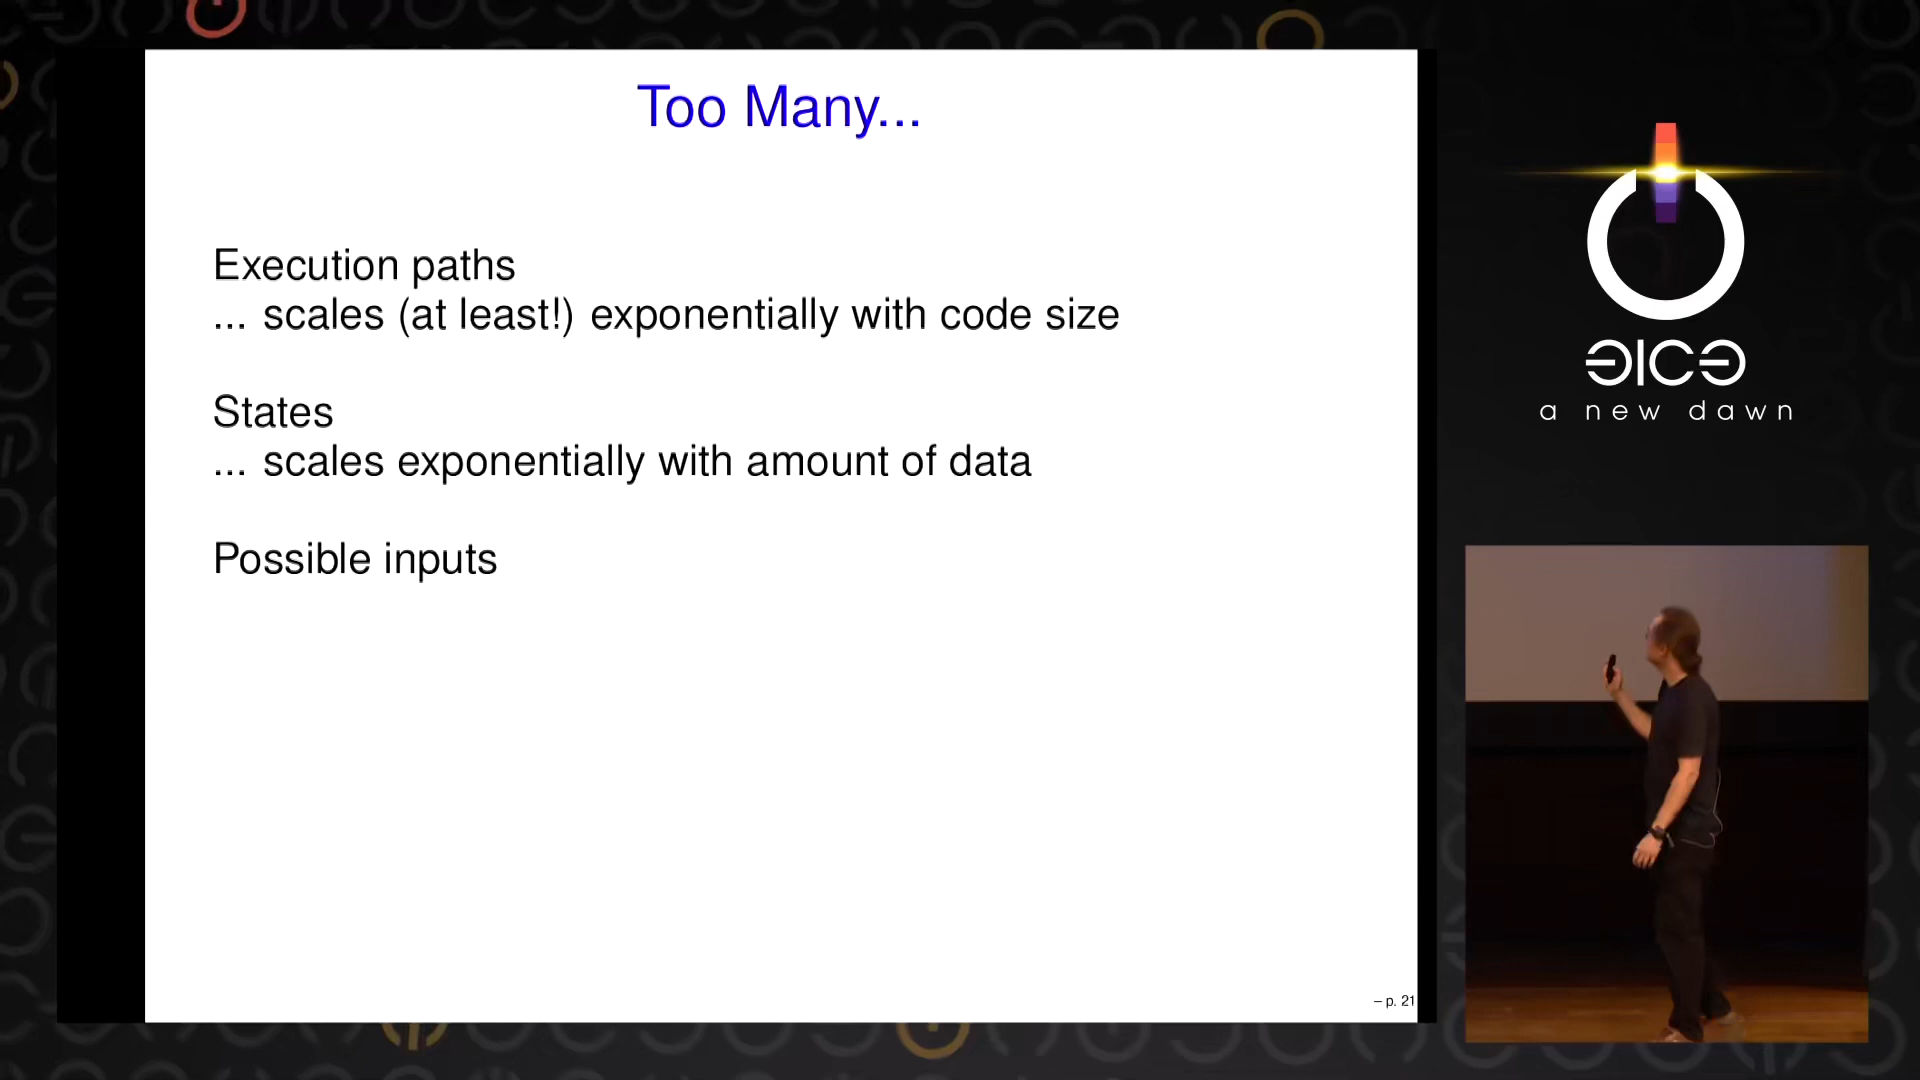 Too Many...
Execution paths
... scales (at least!) exponentially with code size
States
... scales exponentially with amount of data
Possible inputs
– p. 21
a new dawn